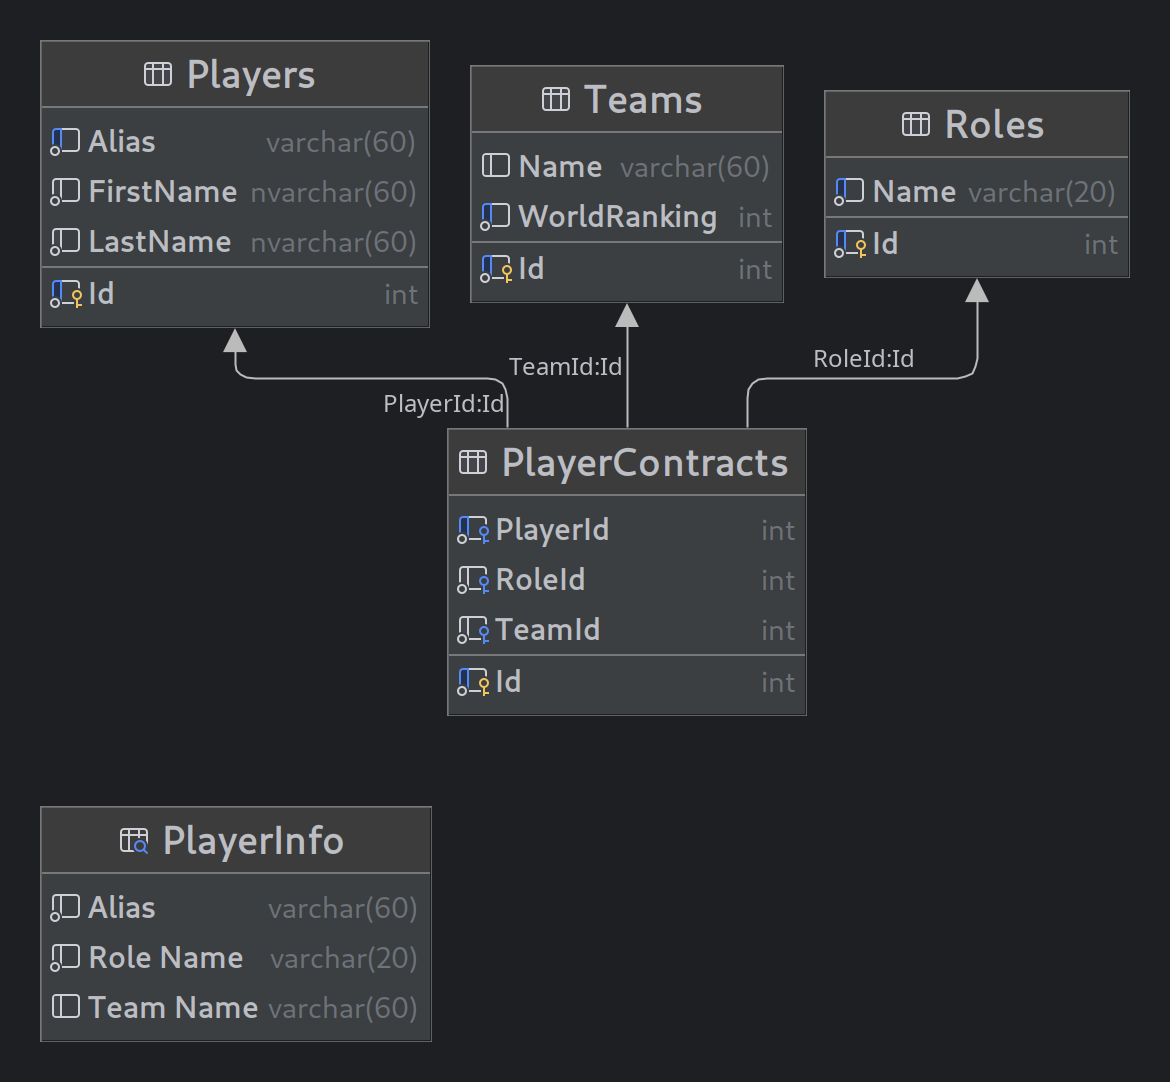 Players
Alias varchar(60)
FirstName nvarchar(60)
LastName nvarchar(60)
Id int
Teams
Name varchar(60)
WorldRanking int
Id int
Roles
Name varchar(20)
Id int
PlayerId:Id
TeamId:Id
RoleId:Id
PlayerContracts
PlayerId int
RoleId int
TeamId int
Id int
PlayerInfo
Alias varchar(60)
Role Name varchar(20)
Team Name varchar(60)